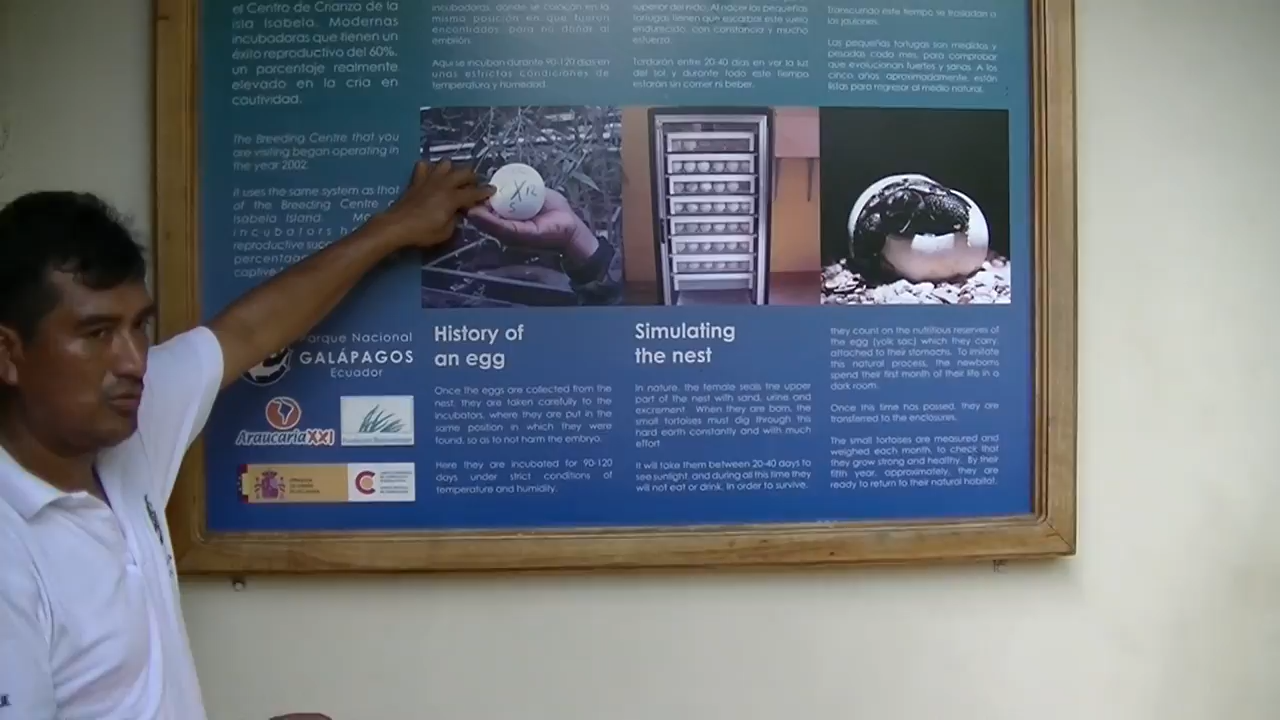 el Centro de Crianza de la
isla Isabela. Modernas
incubadoras que tienen un
éxito reproductivo del 60%,
un porcentaje realmente
elevado en la cría en
cautividad.
The Breeding Centre that you
are visiting began operating in
the year 2002.
It uses the same system as that
of the Breeding Centre
Isabela Island.
incubators
reproductive
percentag
captive
Parque Nacional
GALÁPAGOS
Ecuador
AraucariaXXI
incubadoras, donde se colocan en la
misma posición en que fueron
encontrados, para no dañar al
embrión.
Aquí se incuban durante 90-120 días en
unas estrictas condiciones de
temperatura y humedad.
X 12
5
History of
an egg
Once the eggs are collected from the
nest, they are taken carefully to the
incubators, where they are put in the
same position in which they were
found, so as to not harm the embryo.
Here they are incubated for 90-120
days under strict conditions of
temperature and humidity.
superior del nido. Al nacer las pequeñas
tortugas tienen que escarbar este suelo
endurecido, con constancia y mucho
esfuerzo.
Tardarán entre 20-40 días en ver la luz
del sol, y durante todo este tiempo
estarán sin comer ni beber.
Simulating
the nest
In nature, the female seals the upper
part of the nest with sand, urine and
excrement. When they are born, the
small tortoises must dig through this
hard earth constantly and with much
effort
It will take them between 20-40 days to
see sunlight, and during all this time they
will not eat or drink. In order to survive,
transcurrido este tiempo se trasladan a
los jaulones.
Las pequeñas tortugas son medidas y
pesadas cada mes, para comprobar
que evolucionan fuertes y sanas. A los
cinco años aproximadamente, están
listas para regresar al medio natural.
they count on the nutritious reserves of
the egg (yolk sac) which they carry
attached to their stomachs. To imitate
this natural process, the newborns
spend their first month of their life in a
dark room.
Once this time has passed, they are
transferred to the enclosures.
The small tortoises are measured and
weighed each month, to check that
they grow strong and healthy. By their
fifth year, approximately, they are
ready to return to their natural habitat.